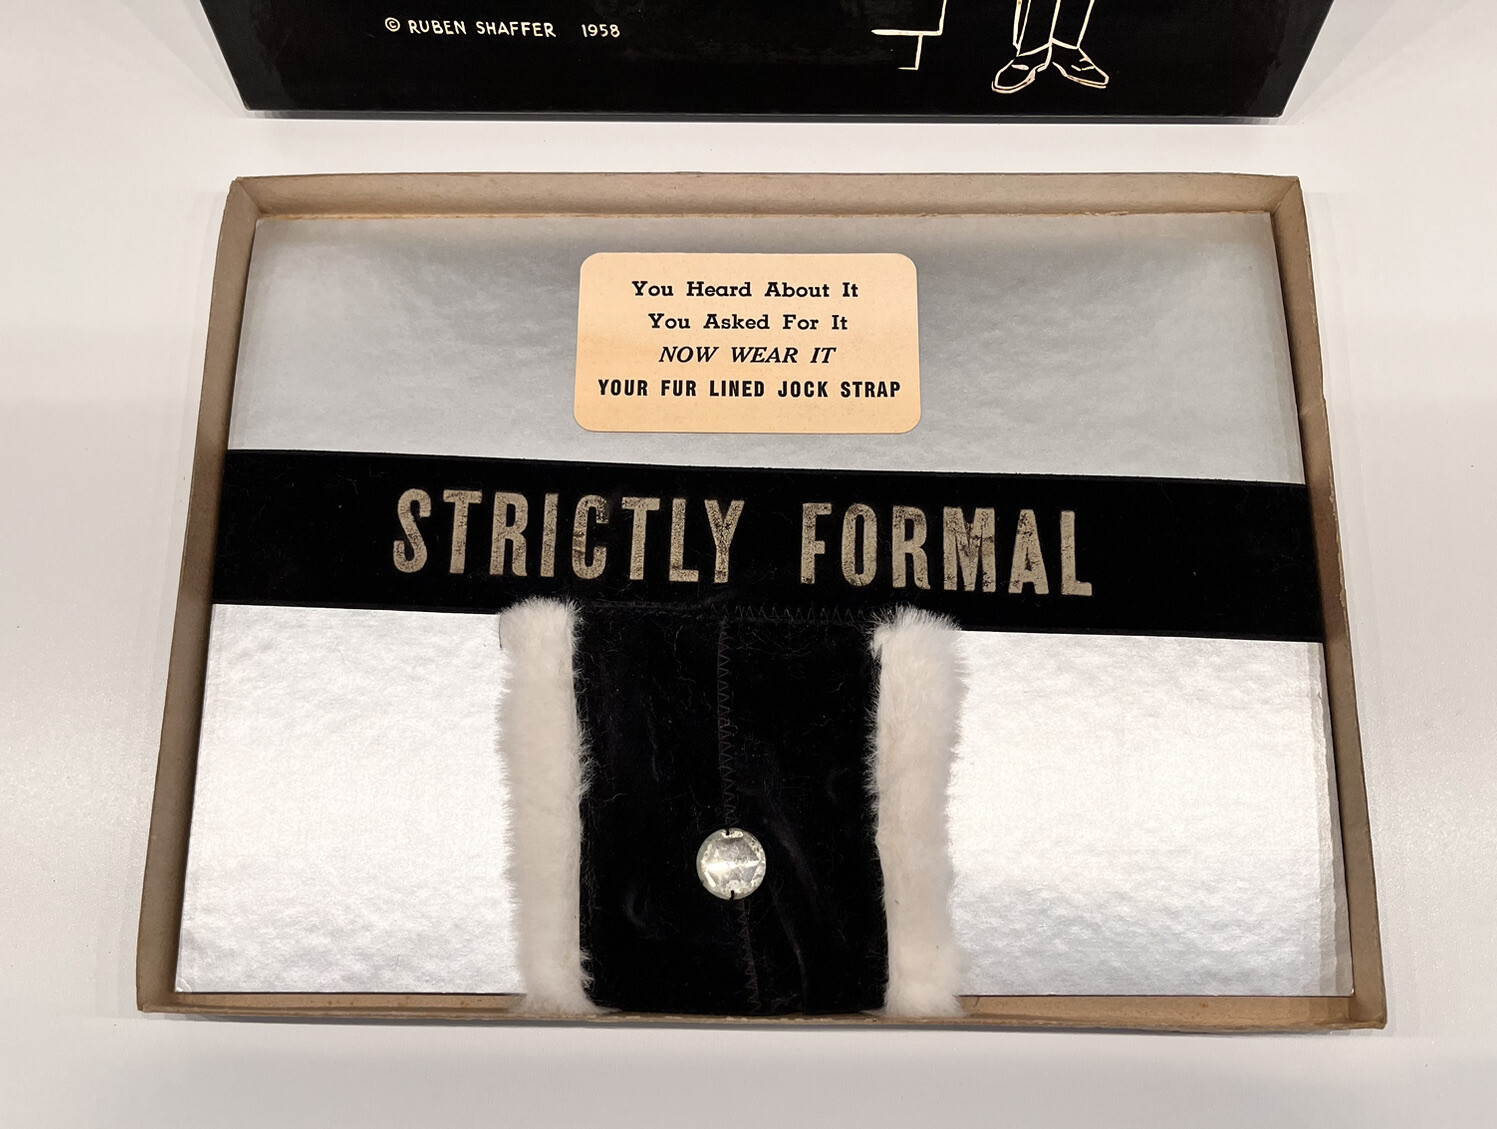 © RUBEN SHAFFER 1958
You Heard About It
You Asked For It
NOW WEAR IT
YOUR FUR LINED JOCK STRAP
STRICTLY FORMAL